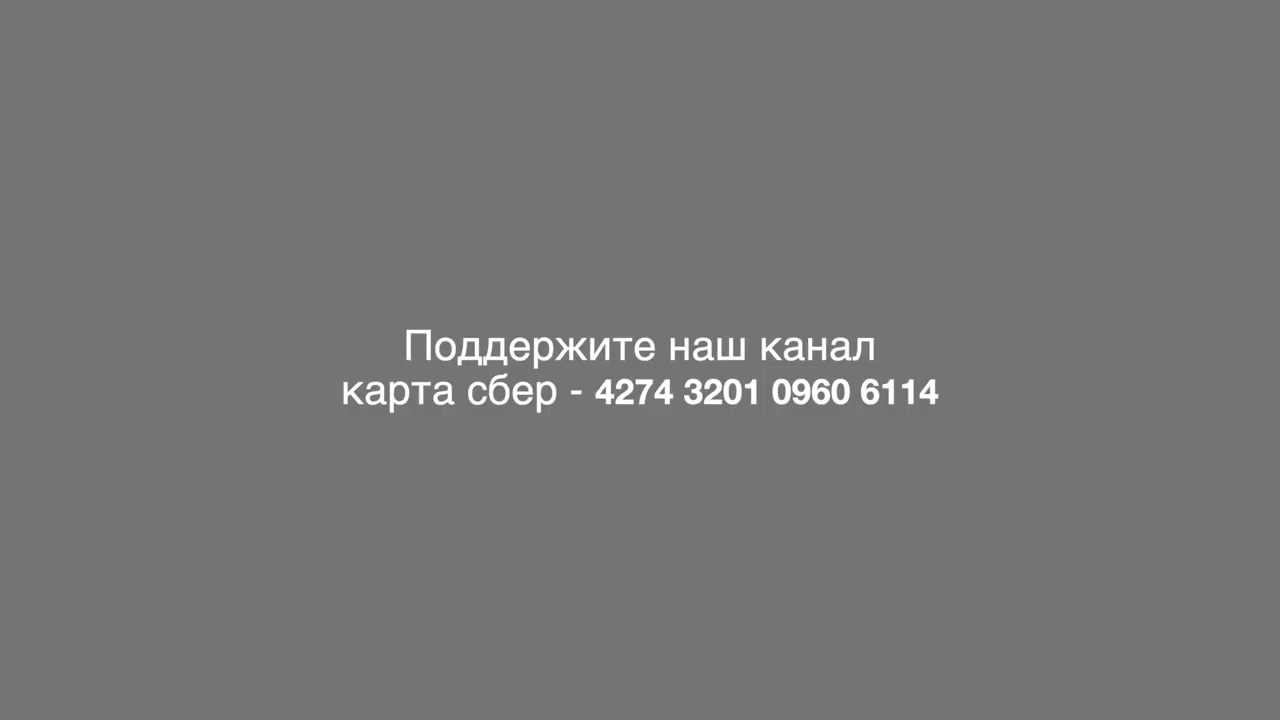 Поддержите наш канал
карта сбер - 4274 3201 0960 6114